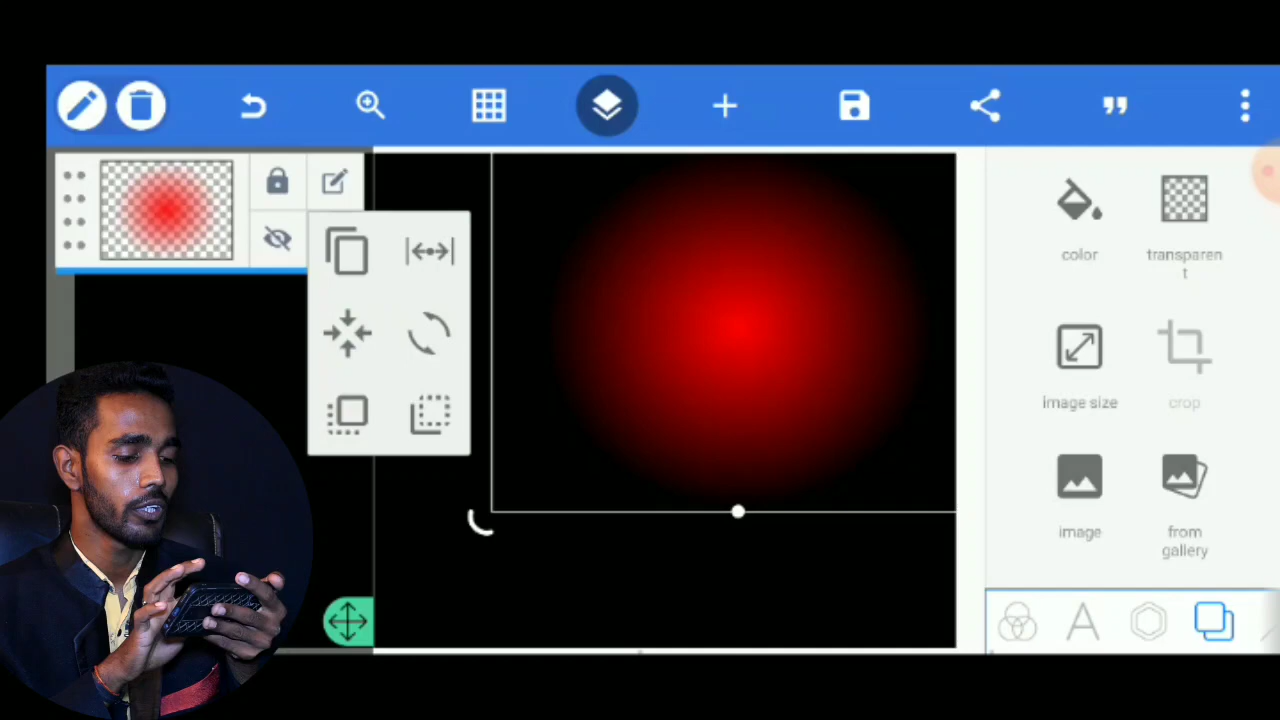 color
transparen
t
image size
crop
image
from
gallery